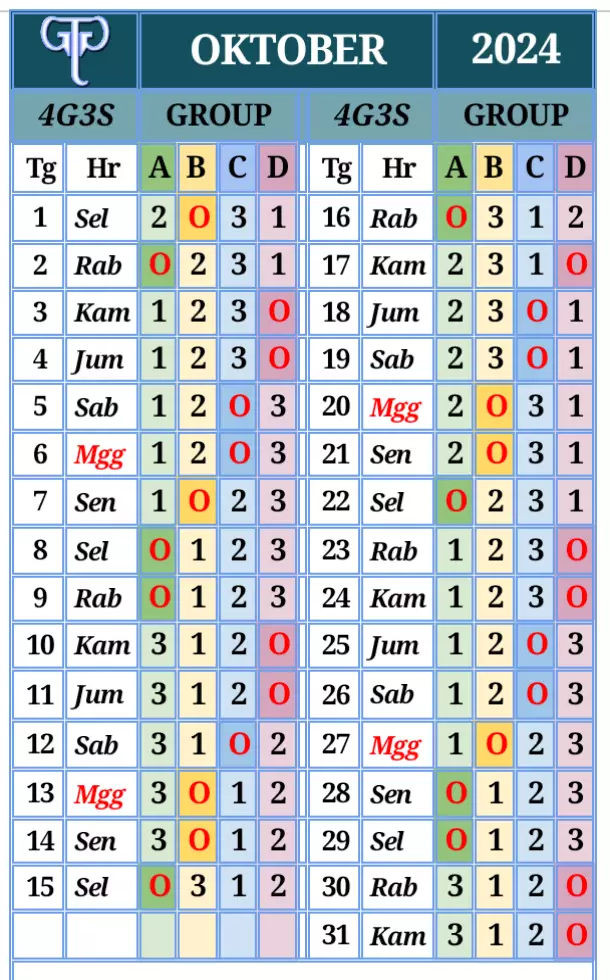 OKTOBER 2024
4G3S GROUP 4G3S GROUP
Tg Hr A B C D Tg Hr A B C D
1 Sel 2 O 3 1 16 Rab O 3 1 2
2 Rab O 2 3 1 17 Kam 2 3 1 O
3 Kam 1 2 3 O 18 Jum 2 3 O 1
4 Jum 1 2 3 O 19 Sab 2 3 O 1
5 Sab 1 2 O 3 20 Mgg 2 O 3 1
6 Mgg 1 2 O 3 21 Sen 2 O 3 1
7 Sen 1 O 2 3 22 Sel O 2 3 1
8 Sel O 1 2 3 23 Rab 1 2 3 O
9 Rab O 1 2 3 24 Kam 1 2 3 O
10 Kam 3 1 2 O 25 Jum 1 2 O 3
11 Jum 3 1 2 O 26 Sab 1 2 O 3
12 Sab 3 1 O 2 27 Mgg 1 O 2 3
13 Mgg 3 O 1 2 28 Sen O 1 2 3
14 Sen 3 O 1 2 29 Sel O 1 2 3
15 Sel O 3 1 2 30 Rab 3 1 2 O
31 Kam 3 1 2 O